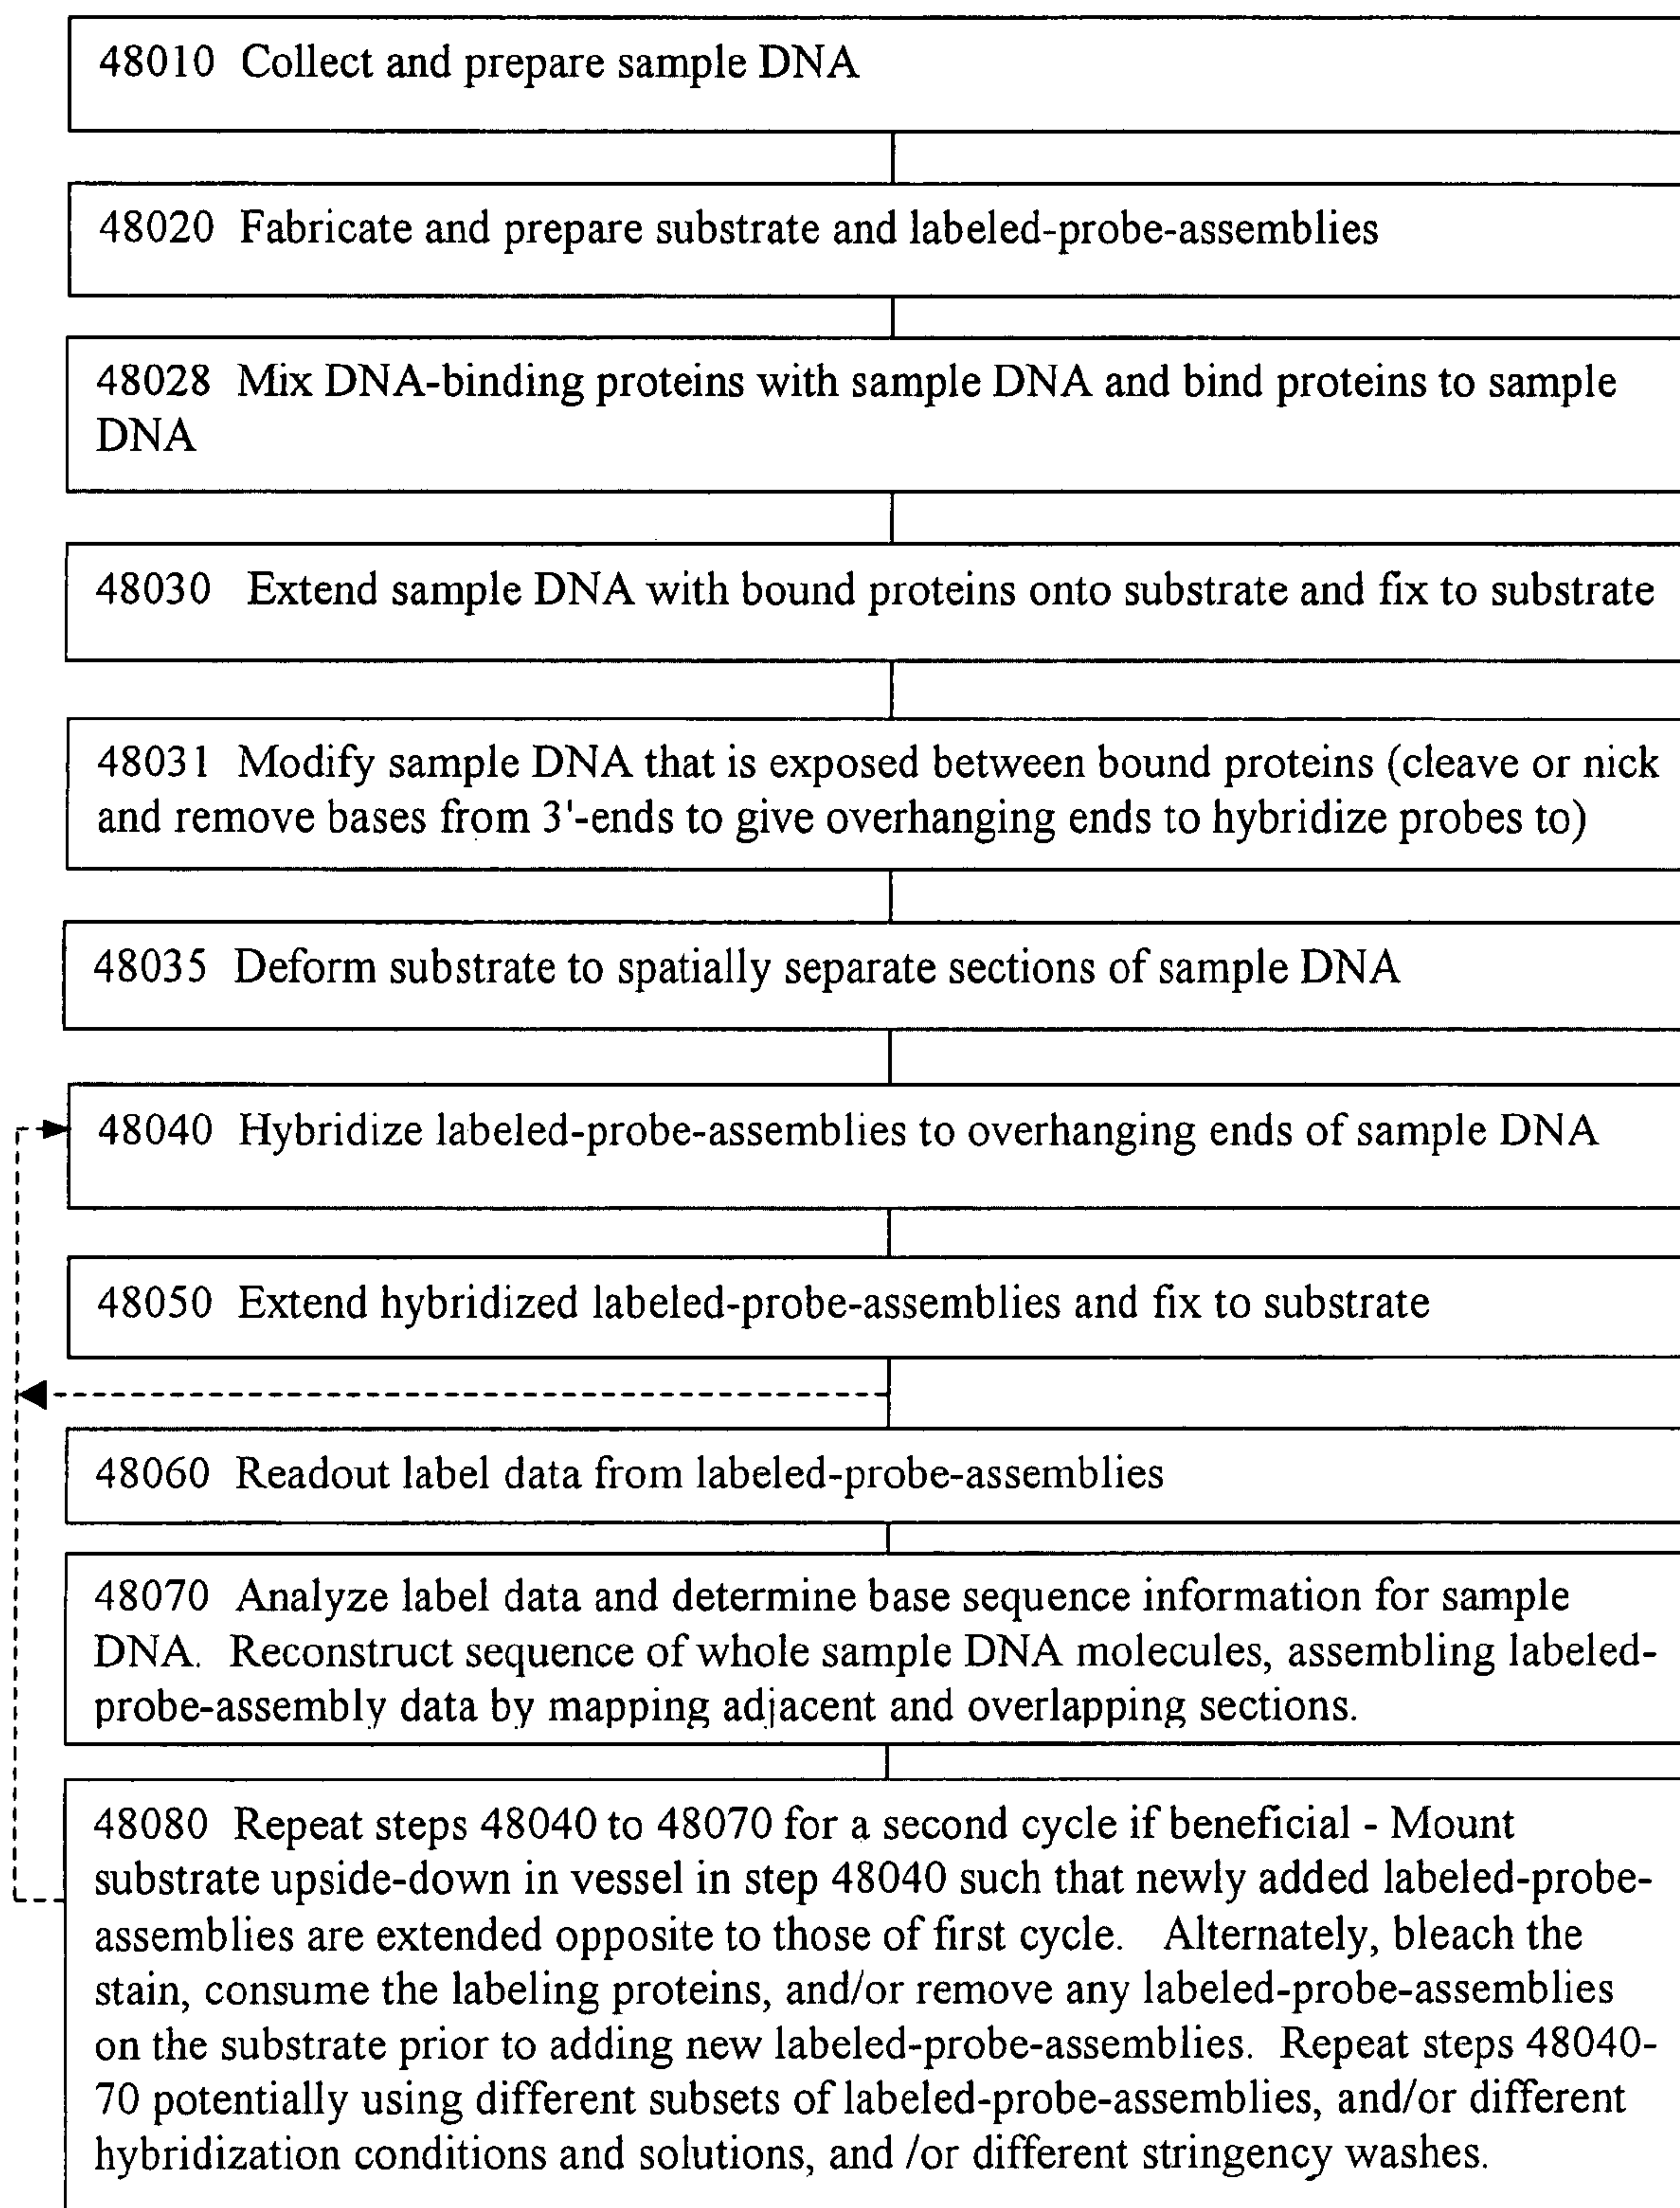 48010 Collect and prepare sample DNA
48020 Fabricate and prepare substrate and labeled-probe-assemblies
48028 Mix DNA-binding proteins with sample DNA and bind proteins to sample
DNA
48030 Extend sample DNA with bound proteins onto substrate and fix to substrate
48031 Modify sample DNA that is exposed between bound proteins (cleave or nick
and remove bases from 3'-ends to give overhanging ends to hybridize probes to)
48035 Deform substrate to spatially separate sections of sample DNA
48040 Hybridize labeled-probe-assemblies to overhanging ends of sample DNA
48050 Extend hybridized labeled-probe-assemblies and fix to substrate
48060 Readout label data from labeled-probe-assemblies
48070 Analyze label data and determine base sequence information for sample
DNA. Reconstruct sequence of whole sample DNA molecules, assembling labeled-
probe-assembly data by mapping adjacent and overlapping sections.
48080 Repeat steps 48040 to 48070 for a second cycle if beneficial - Mount
substrate upside-down in vessel in step 48040 such that newly added labeled-probe-
assemblies are extended opposite to those of first cycle. Alternately, bleach the
stain, consume the labeling proteins, and/or remove any labeled-probe-assemblies
on the substrate prior to adding new labeled-probe-assemblies. Repeat steps 48040-
70 potentially using different subsets of labeled-probe-assemblies, and/or different
hybridization conditions and solutions, and /or different stringency washes.